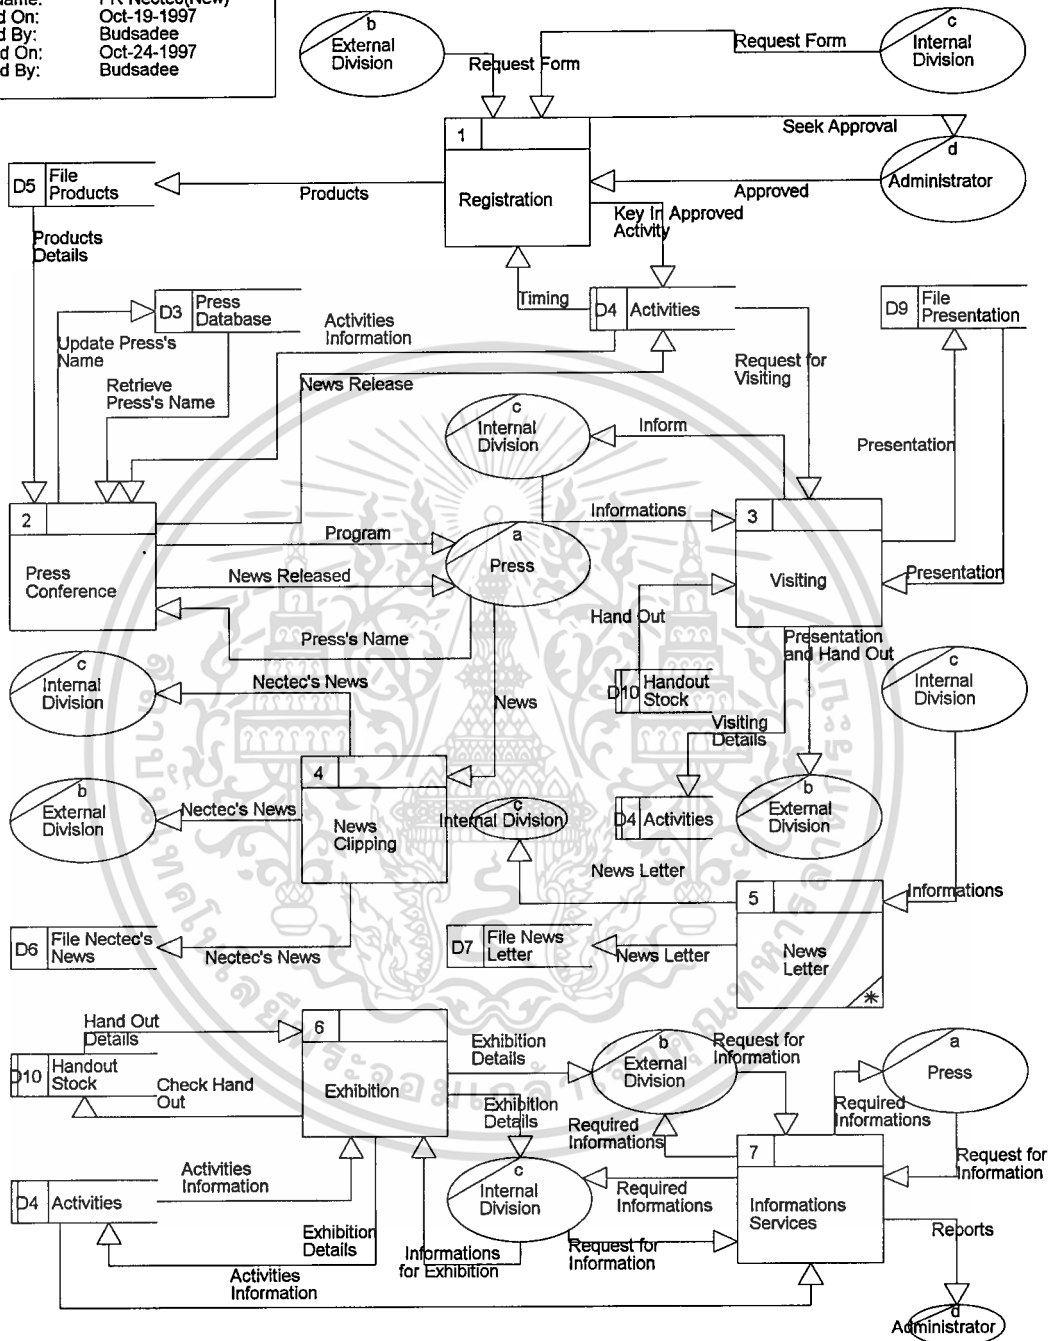 PR Nectec(New)
On:
Oct-19-1997
By:
Budsadee
On:
Oct-24-1997
By:
Budsadee
b
External
Division
c
Internal
Division
Request Form
Request Form
1
Registration
Seek Approval
d
Administrator
Approved
Key In Approved
Activity
D5
File
Products
Products
Products
Details
Timing
D4
Activities
D3
Press
Database
Update Press's
Name
Retrieve
Press's Name
Activities
Information
News Release
D9
File
Presentation
Request for
Visiting
Presentation
c
Internal
Division
Inform
Informations
2
Press
Conference
Program
a
Press
News Released
Press's Name
3
Visiting
Presentation
Hand Out
Presentation
and Hand Out
D10
Handout
Stock
Visiting
Details
c
Internal
Division
Nectec's News
News
c
Internal
Division
4
News
Clipping
b
External
Division
Nectec's News
c
Internal Division
D4
Activities
b
External
Division
News Letter
Informations
5
News
Letter
*
D6
File Nectec's
News
Nectec's News
D7
File News
Letter
News Letter
Hand Out
Details
6
Exhibition
Exhibition
Details
b
External
Division
Request for
Information
a
Press
D10
Handout
Stock
Check Hand
Out
Exhibition
Details
Required
Informations
Required
Informations
Request for
Information
7
Informations
Services
D4
Activities
Activities
Information
c
Internal
Division
Required
Informations
Exhibition
Details
Informations
for Exhibition
Request for
Information
Reports
Activities
Information
d
Administrator